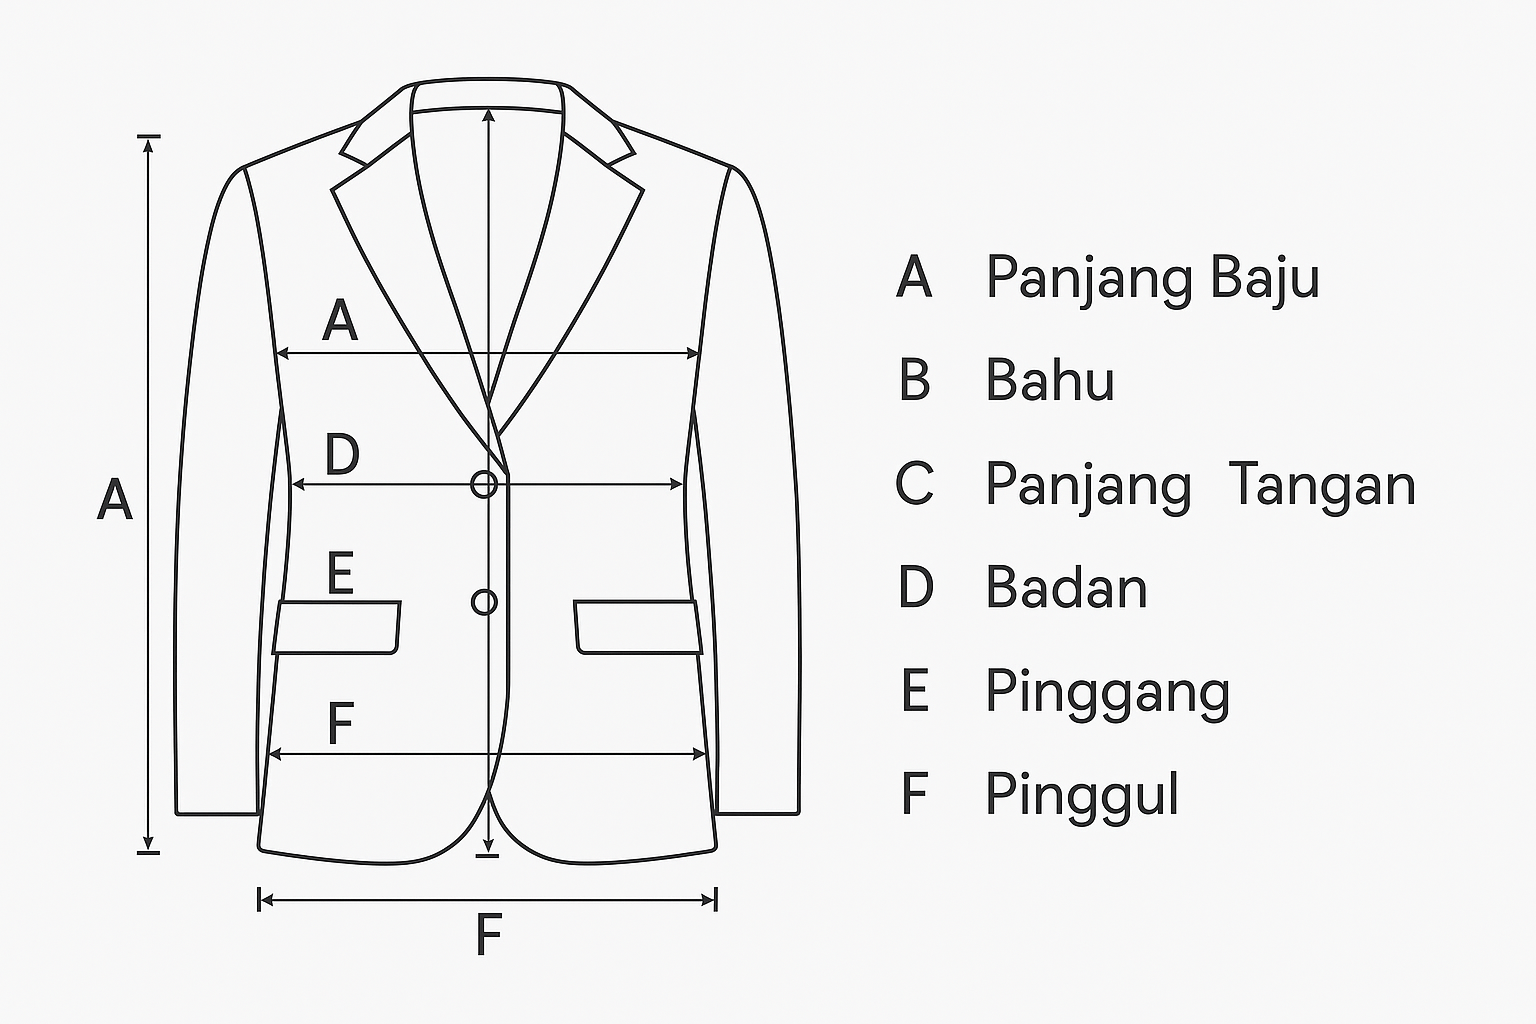 A
A
D
E
F
F
A Panjang Baju
B Bahu
C Panjang Tangan
D Badan
E Pinggang
F Pinggul